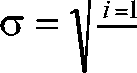 σ = √ i=1